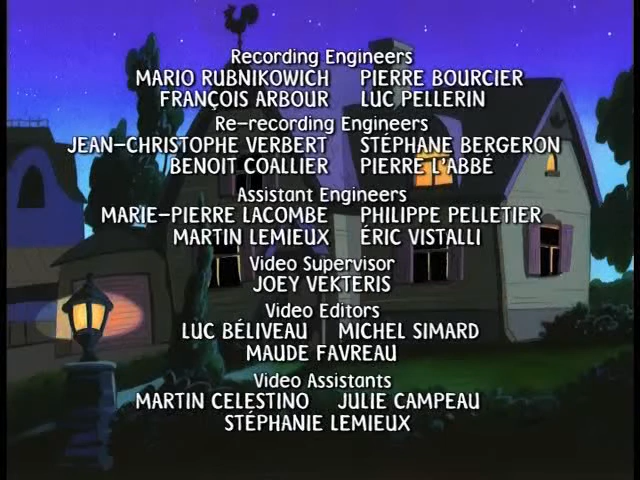 Recording Engineers
MARIO RUBNIKOWICH PIERRE BOURCIER
FRANÇOIS ARBOUR LUC PELLERIN
Re-recording Engineers
JEAN-CHRISTOPHE VERBERT STÉPHANE BERGERON
BENOIT COALLIER PIERRE L'ABBÉ
Assistant Engineers
MARIE-PIERRE LACOMBE PHILIPPE PELLETIER
MARTIN LEMIEUX ÉRIC VISTALLI
Video Supervisor
JOEY VEKTERIS
Video Editors
LUC BÉLIVEAU MICHEL SIMARD
MAUDE FAVREAU
Video Assistants
MARTIN CELESTINO JULIE CAMPEAU
STÉPHANIE LEMIEUX